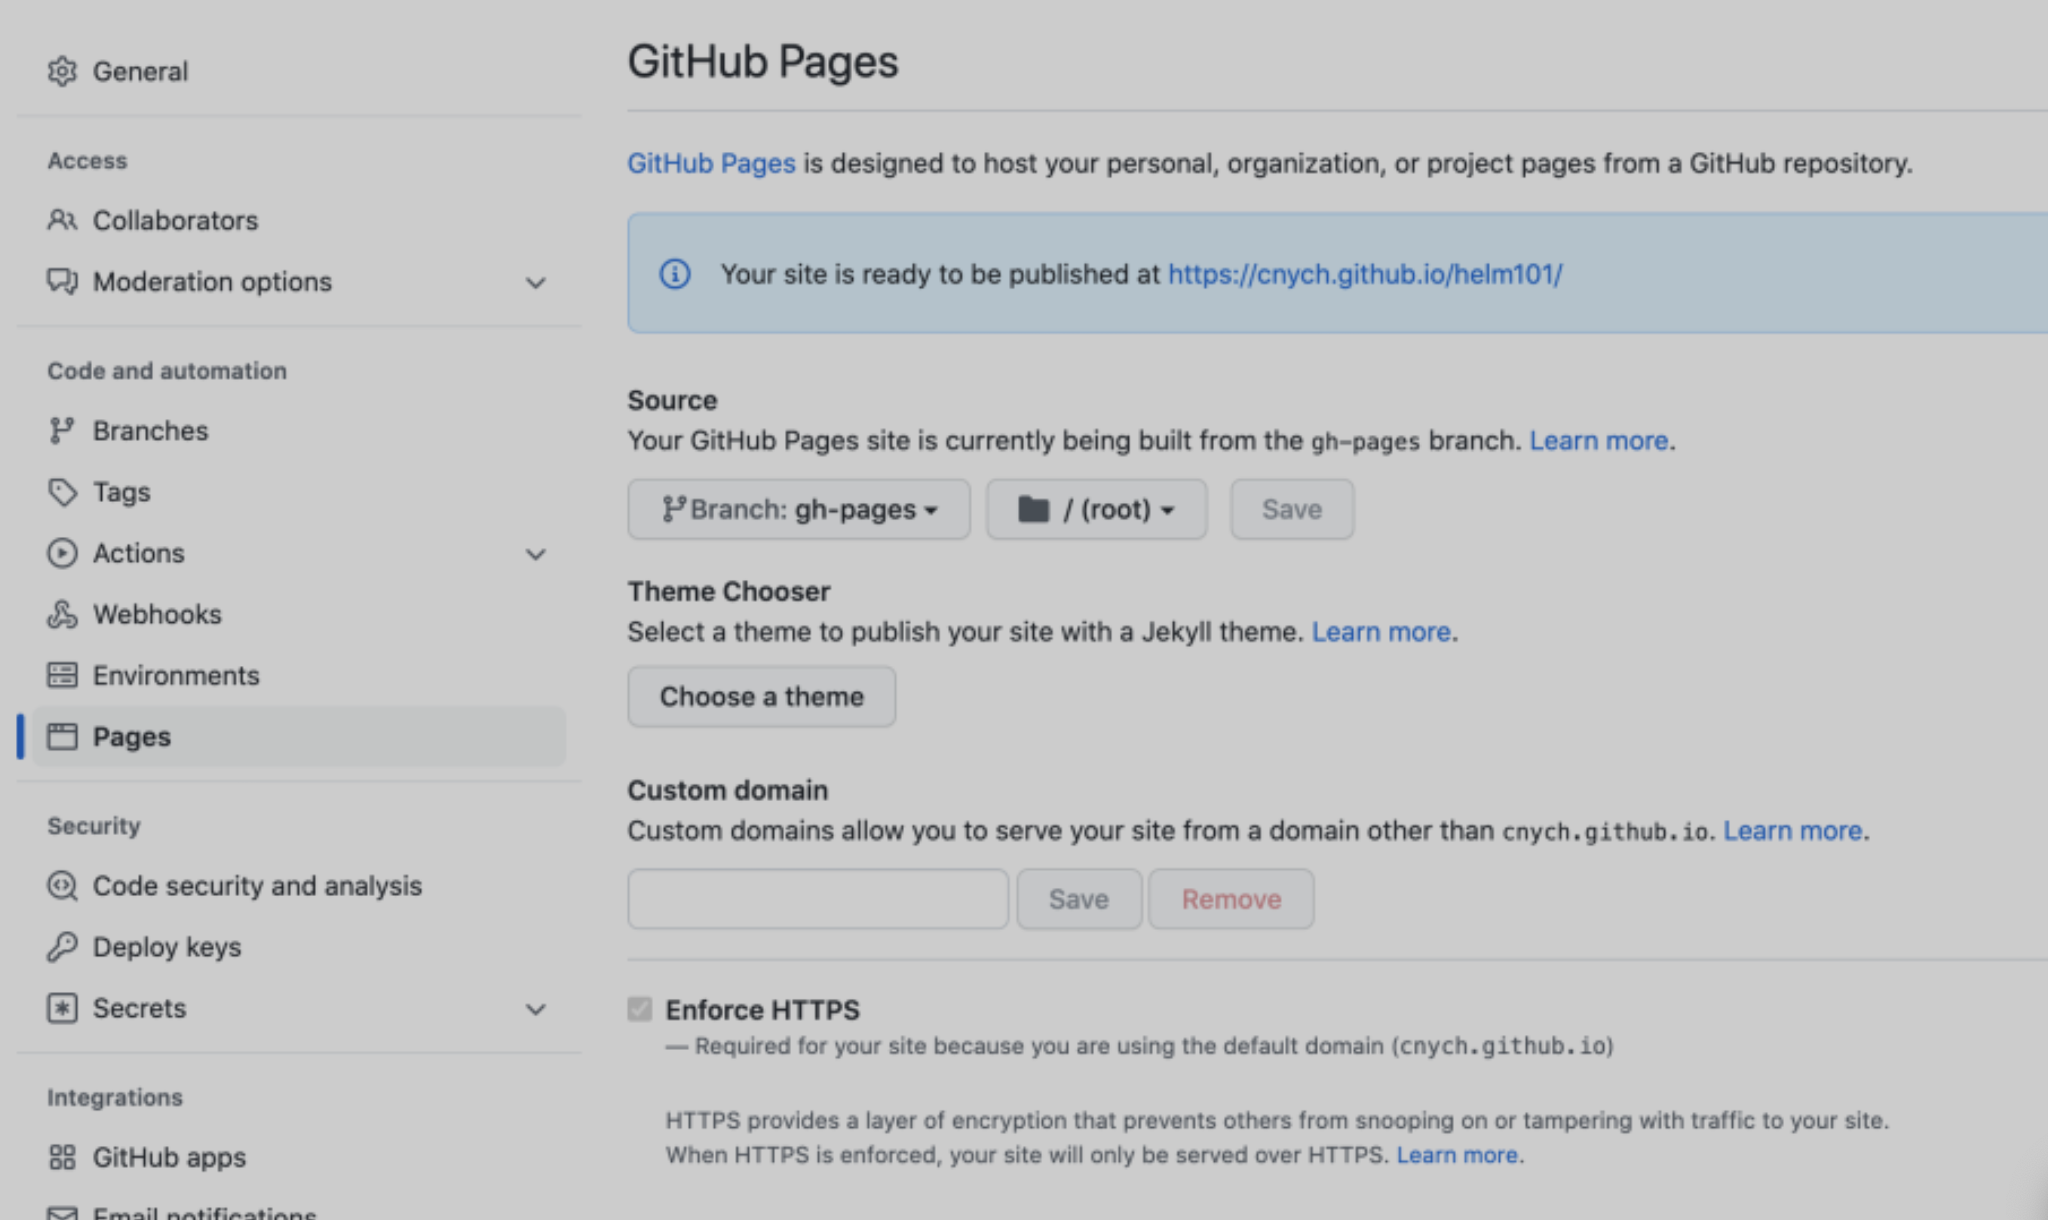 General
Access
Collaborators
Moderation options
Code and automation
Branches
Tags
Actions
Webhooks
Environments
Pages
Security
Code security and analysis
Deploy keys
Secrets
Integrations
GitHub apps
Email notifications
GitHub Pages
GitHub Pages is designed to host your personal, organization, or project pages from a GitHub repository.
Your site is ready to be published at https://cnych.github.io/helm101/
Source
Your GitHub Pages site is currently being built from the gh-pages branch. Learn more.
Branch: gh-pages
/ (root)
Save
Theme Chooser
Select a theme to publish your site with a Jekyll theme. Learn more.
Choose a theme
Custom domain
Custom domains allow you to serve your site from a domain other than cnych.github.io. Learn more.
Save
Remove
Enforce HTTPS
— Required for your site because you are using the default domain (cnych.github.io)
HTTPS provides a layer of encryption that prevents others from snooping on or tampering with traffic to your site.
When HTTPS is enforced, your site will only be served over HTTPS. Learn more.